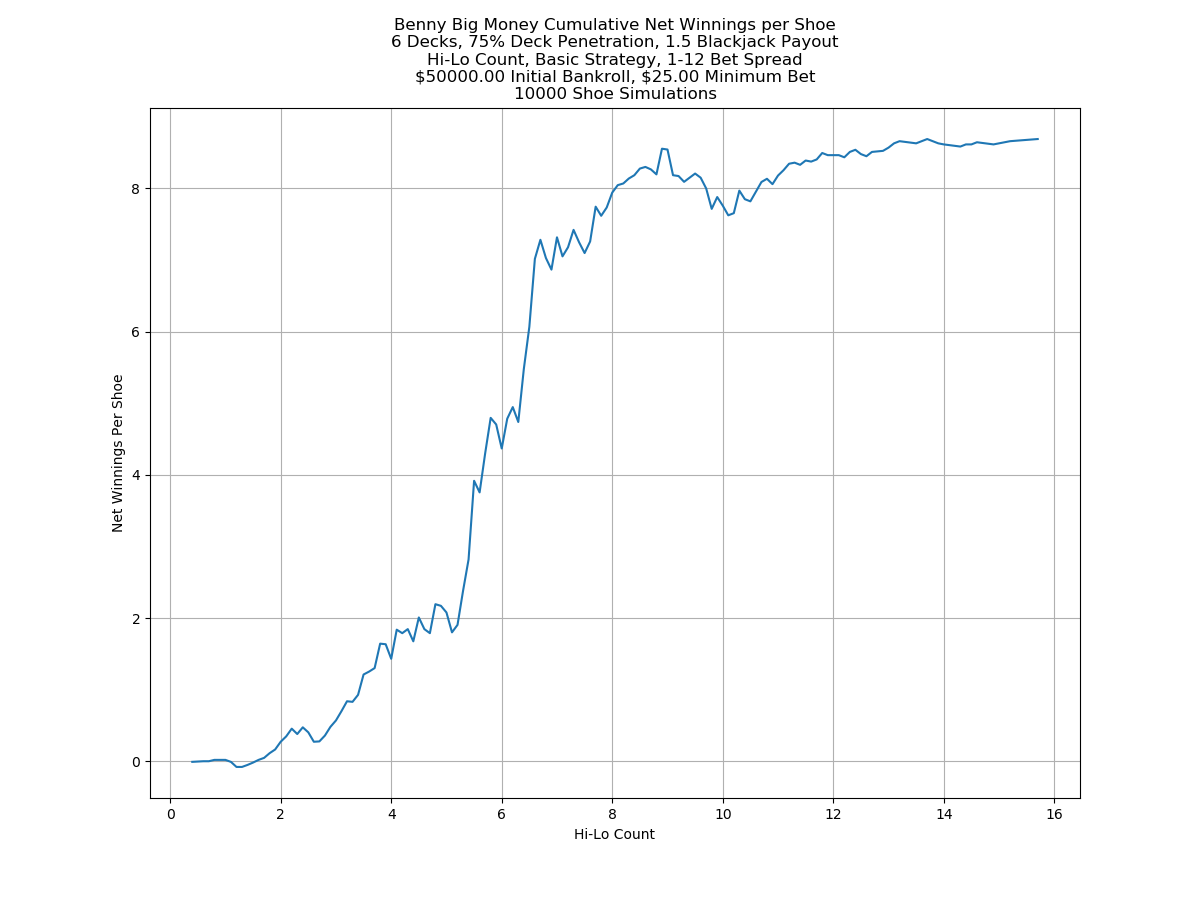 Benny Big Money Cumulative Net Winnings per Shoe
6 Decks, 75% Deck Penetration, 1.5 Blackjack Payout
Hi-Lo Count, Basic Strategy, 1-12 Bet Spread
$50000.00 Initial Bankroll, $25.00 Minimum Bet
10000 Shoe Simulations
8
6
4
2
0
Net Winnings Per Shoe
0 2 4 6 8 10 12 14 16
Hi-Lo Count